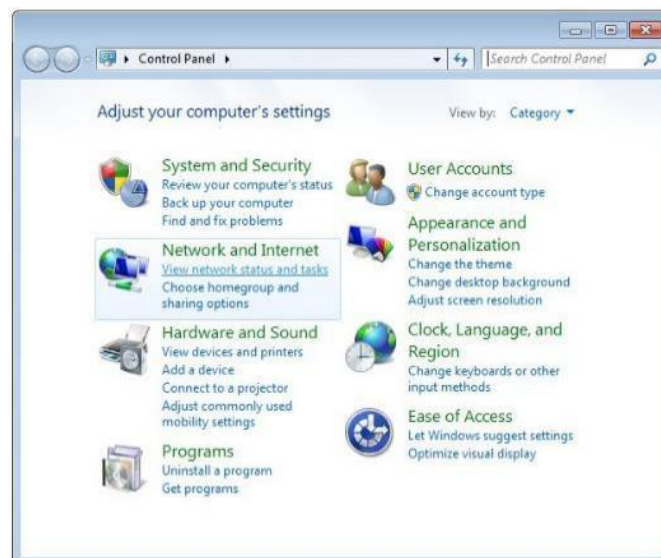 Control Panel
Search Control Panel
Adjust your computer's settings
View by: Category
System and Security
Review your computer's status
Back up your computer
Find and fix problems
Network and Internet
View network status and tasks
Choose homegroup and
sharing options
Hardware and Sound
View devices and printers
Add a device
Connect to a projector
Adjust commonly used
mobility settings
Programs
Uninstall a program
Get programs
User Accounts
Change account type
Appearance and
Personalization
Change the theme
Change desktop background
Adjust screen resolution
Clock, Language, and
Region
Change keyboards or other
input methods
Ease of Access
Let Windows suggest settings
Optimize visual display